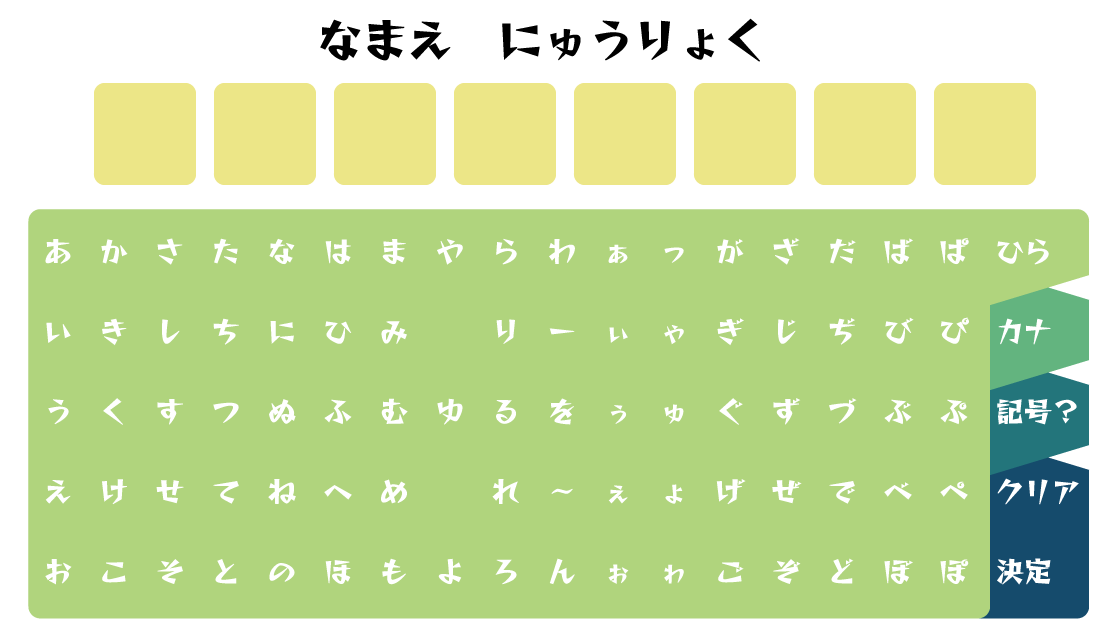 なまえ　にゅうりょく
あ か さ た な は ま や ら わ ぁ っ が ざ だ ば ぱ ひら
い き し ち に ひ み り ー ぃ ゃ ぎ じ ぢ び ぴ カナ
う く す つ ぬ ふ む ゆ る を ぅ ゅ ぐ ず づ ぶ ぷ 記号？
え け せ て ね へ め れ ～ ぇ ょ げ ぜ で べ ぺ クリア
お こ そ と の ほ も よ ろ ん ぉ ゎ ご ぞ ど ぼ ぽ 決定